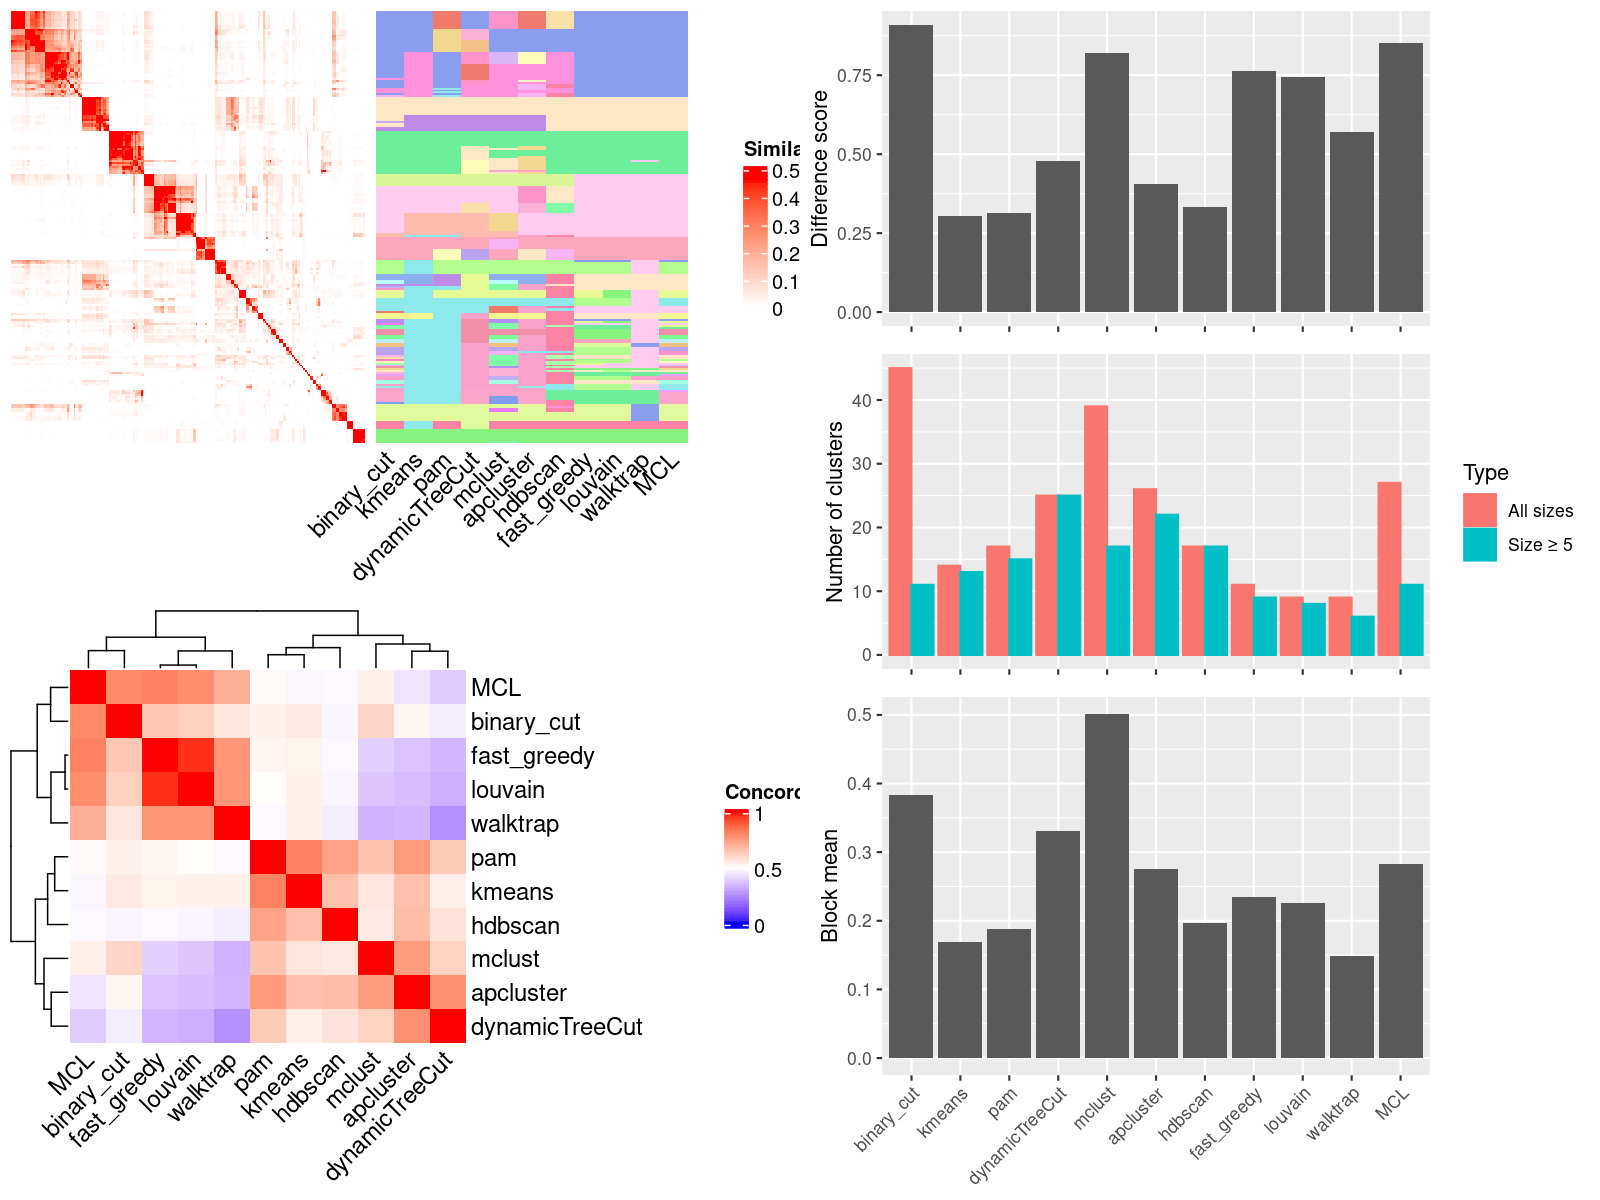 Simila
0.5
0.4
0.3
0.2
0.1
0
binary_cut
kmeans
pam
dynamicTreeCut
mclust
apcluster
hdbscan
fast_greedy
louvain
walktrap
MCL
MCL
binary_cut
fast_greedy
louvain
walktrap
pam
kmeans
hdbscan
mclust
apcluster
dynamicTreeCut
MCL
binary_cut
fast_greedy
louvain
walktrap
pam
kmeans
hdbscan
mclust
apcluster
dynamicTreeCut
Concord
1
0.5
0
Difference score
0.75
0.50
0.25
0.00
Number of clusters
40
30
20
10
0
Type
All sizes
Size ≥ 5
Block mean
0.5
0.4
0.3
0.2
0.1
0.0
binary_cut
kmeans
pam
dynamicTreeCut
mclust
apcluster
hdbscan
fast_greedy
louvain
walktrap
MCL